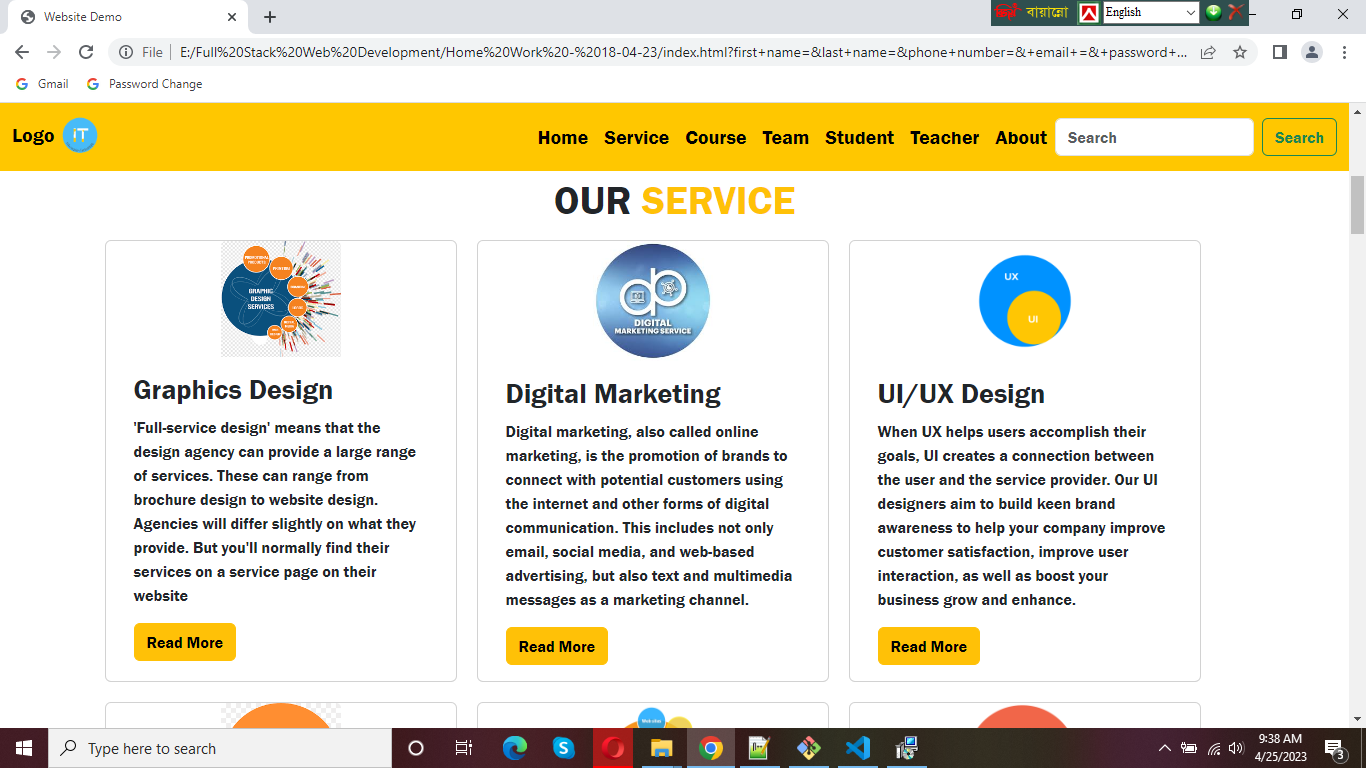 Website Demo
বায়ান্নো
English
File
E:/Full%20Stack%20Web%20Development/Home%20Work%20-%2018-04-23/index.html?first+name=&last+name=&phone+number=&+email+=&+password+...
Gmail
Password Change
Logo
iT
Home
Service
Course
Team
Student
Teacher
About
Search
Search
OUR SERVICE
GRAPHIC
DESIGN
SERVICES
Graphics Design
'Full-service design' means that the
design agency can provide a large range
of services. These can range from
brochure design to website design.
Agencies will differ slightly on what they
provide. But you'll normally find their
services on a service page on their
website
Read More
DIGITAL
MARKETING SERVICE
Digital Marketing
Digital marketing, also called online
marketing, is the promotion of brands to
connect with potential customers using
the internet and other forms of digital
communication. This includes not only
email, social media, and web-based
advertising, but also text and multimedia
messages as a marketing channel.
Read More
UX
UI
UI/UX Design
When UX helps users accomplish their
goals, UI creates a connection between
the user and the service provider. Our UI
designers aim to build keen brand
awareness to help your company improve
customer satisfaction, improve user
interaction, as well as boost your
business grow and enhance.
Read More
Type here to search
9:38 AM
4/25/2023
3